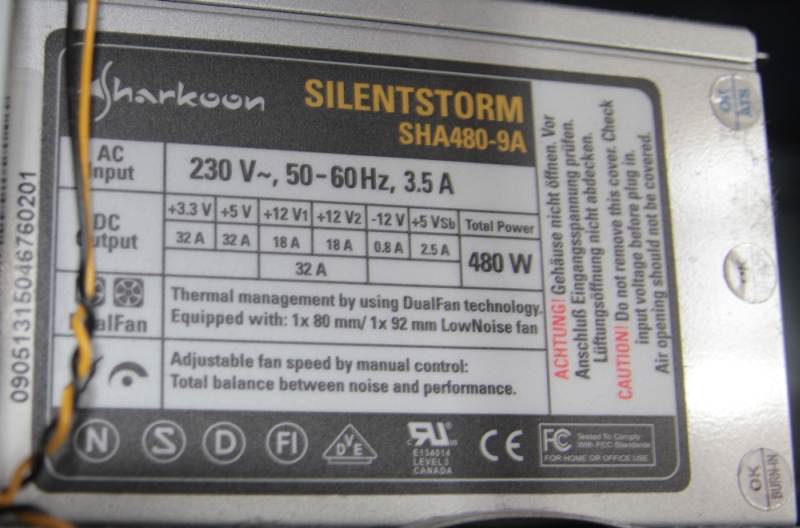 Sharkoon
SILENTSTORM
SHA480-9A
AC
Input
230 V~, 50-60Hz, 3.5 A
DC
Output
+3.3 V +5 V +12 V1 +12 V2 -12 V +5 VSb Total Power
32 A 32 A 18 A 18 A 0.8 A 2.5 A
480 W
32 A
DualFan
Thermal management by using DualFan technology.
Equipped with: 1x 80 mm/ 1x 92 mm LowNoise fan
Adjustable fan speed by manual control:
Total balance between noise and performance.
N S D FI DVE
E134014
LEVEL3
CANADA
CE
FC
Tested To Comply
With FCC Standards
FOR HOME OR OFFICE USE
ACHTUNG! Gehäuse nicht öffnen. Vor
Anschluß Eingangsspannung prüfen.
Lüftungsöffnung nicht abdecken.
CAUTION! Do not remove this cover. Check
input voltage before plug in.
Air opening should not be covered.
09051315046760201
OK
ATS
OK
BURN-IN